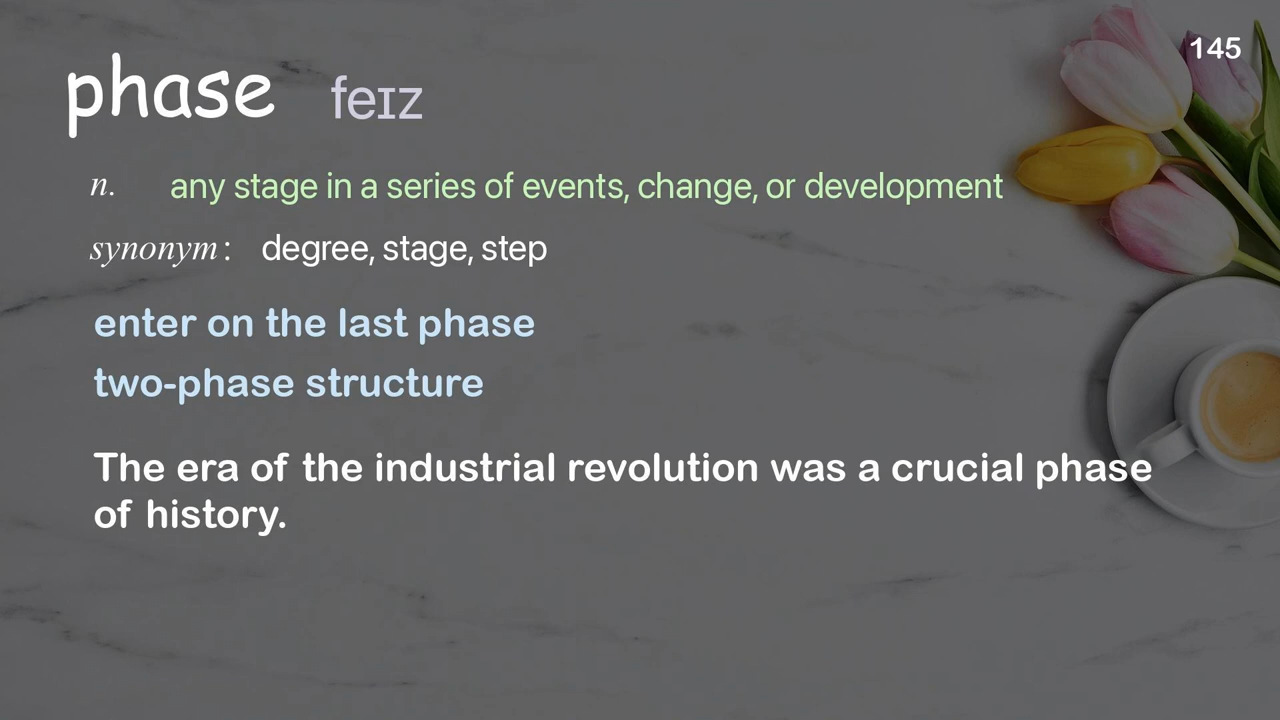 145
phase feɪz
n. any stage in a series of events, change, or development
synonym: degree, stage, step
enter on the last phase
two-phase structure
The era of the industrial revolution was a crucial phase
of history.